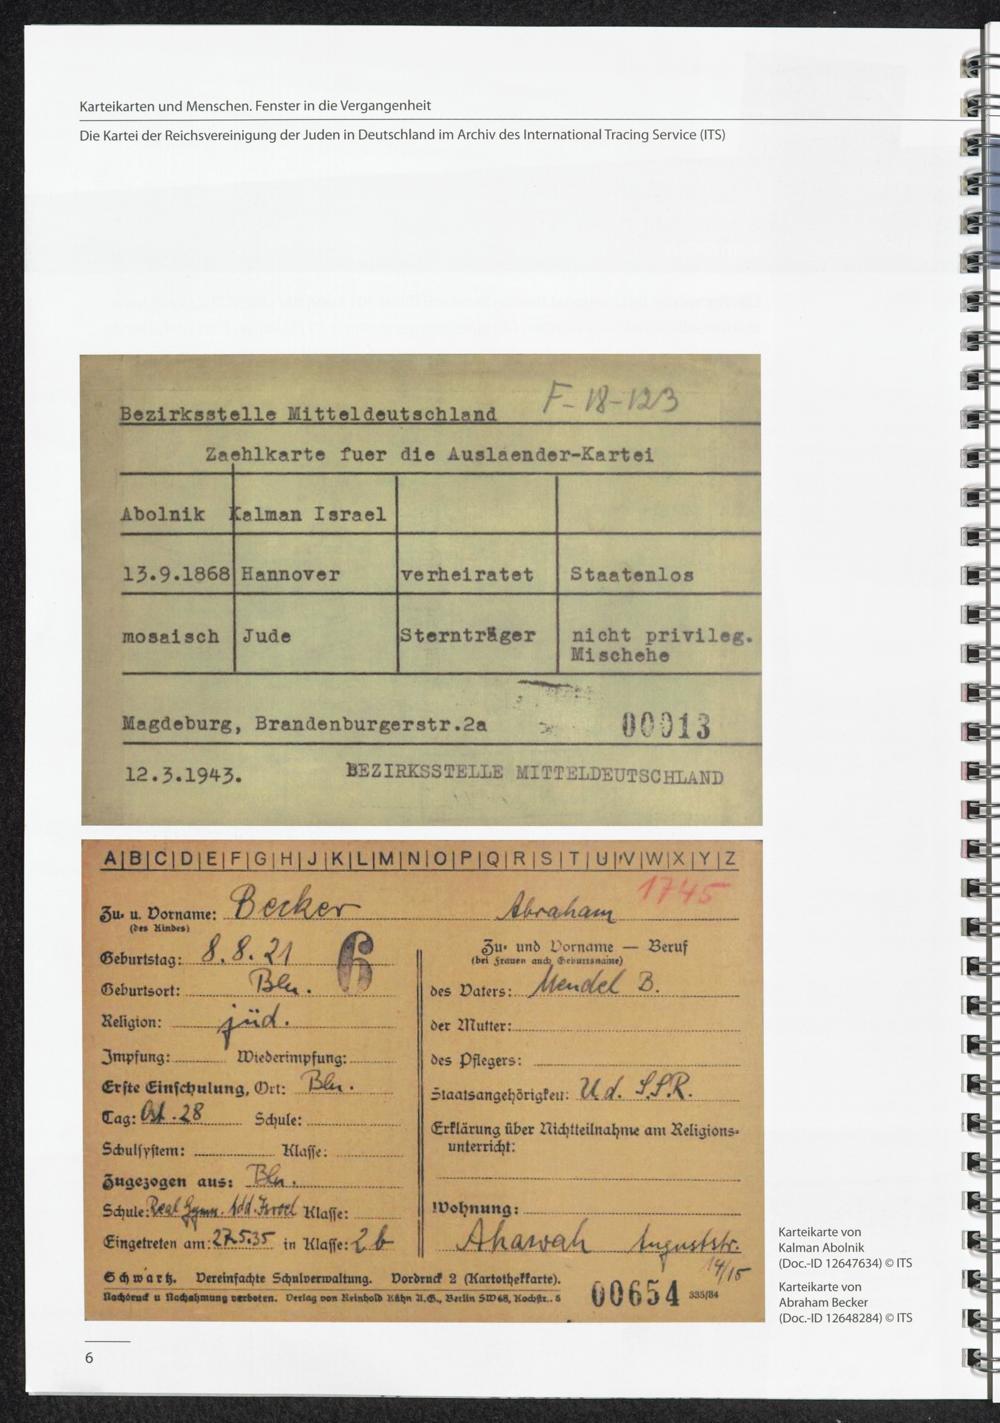 Karteikarten und Menschen. Fenster in die Vergangenheit
Die Kartei der Reichsvereinigung der Juden in Deutschland im Archiv des International Tracing Service (ITS)
F-18-123
Bezirksstelle Mitteldeutschland
Zaehlkarte fuer die Auslaender-Kartei
Abolnik Kalman Israel
13.9.1868 Hannover verheiratet Staatenlos
mosaisch Jude Sternträger nicht privileg.
Mischehe
Magdeburg, Brandenburgerstr.2a 00013
12.3.1943. BEZIRKSSTELLE MITTELDEUTSCHLAND
A|B|C|D|E|F|G|H|J|K|L|M|N|O|P|Q|R|S|T|U|V|W|X|Y|Z
1745
Zu- u. Vorname: Becker Abraham
(des Kindes)
Geburtstag: 8.8.21
6
Geburtsort: Bln.
Religion: jüd.
Impfung: Wiederimpfung:
Erste Einschulung, Ort: Bln.
Tag: Ost. 28 Schule:
Schulsystem: Klasse:
Zugezogen aus: Bln.
Schule: Real Gymn. Add. Isroel Klasse:
Eingetreten am: 27.5.35 in Klasse: 2b
Zu- und Vorname — Beruf
(bei Frauen auch Geburtsname)
des Vaters: Mendel B.
der Mutter:
des Pflegers:
Staatsangehörigkeit: U.d.S.S.R.
Erklärung über Nichtteilnahme am Religions-
unterricht:
Wohnung:
Ahawah Auguststr.
14/15
Schwartz. Vereinfachte Schulverwaltung. Vordruck 2 (Kartothekkarte).
Nachdruck u Nachahmung verboten. Verlag von Reinhold Kühn A.G., Berlin SW68, Kochstr. 5
00654 335/34
Karteikarte von
Kalman Abolnik
(Doc.-ID 12647634) © ITS
Karteikarte von
Abraham Becker
(Doc.-ID 12648284) © ITS
6